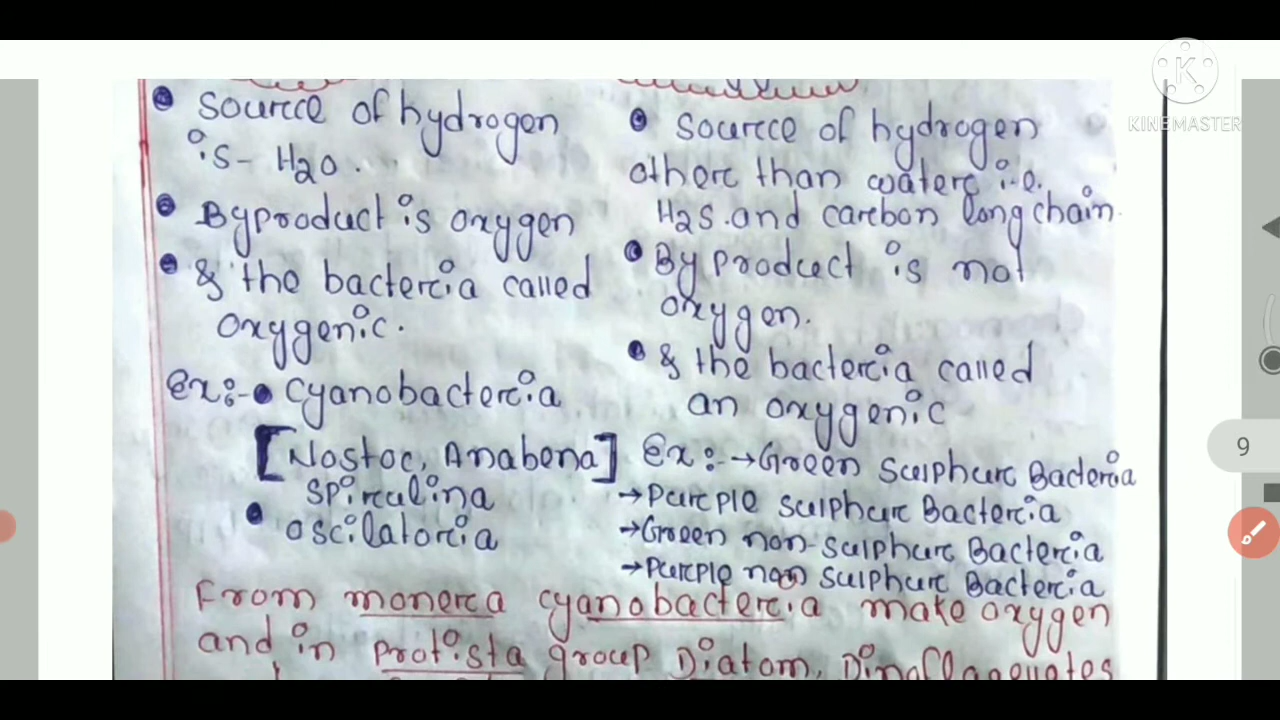 • Source of hydrogen
is - H2O.
• Byproduct is oxygen
• & the bacteria called
oxygenic.
Ex:- • Cyanobacteria
[Nostoc, Anabena]
Spirulina
• Oscilatoria
• Source of hydrogen
other than water i.e.
H2S. and carbon long chain.
• By product is not
oxygen.
• & the bacteria called
an oxygenic
Ex:- → Green Sulphur Bacteria
→ Purple Sulphur Bacteria
→ Green non-Sulphur Bacteria
→ Purple non Sulphur Bacteria
From monera cyanobacteria make oxygen
and in Protista group Diatom, Dinoflagellates
KINEMASTER
9